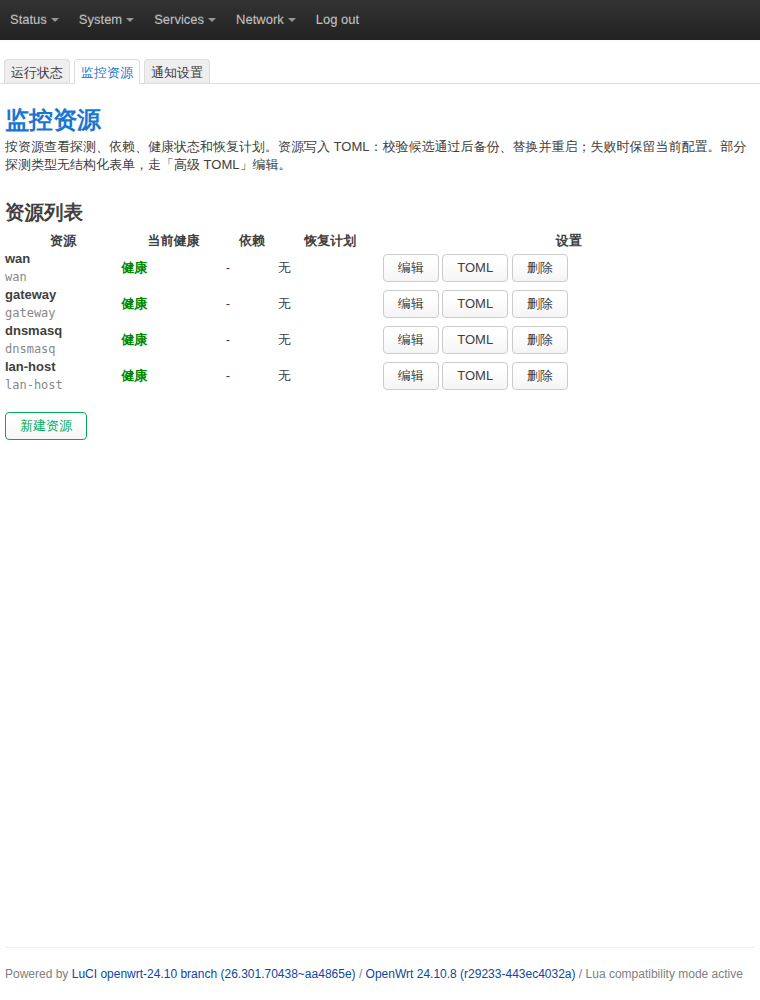 Status System Services Network Log out
运行状态 监控资源 通知设置
监控资源
按资源查看探测、依赖、健康状态和恢复计划。资源写入 TOML：校验候选通过后备份、替换并重启；失败时保留当前配置。部分
探测类型无结构化表单，走「高级 TOML」编辑。
资源列表
资源 当前健康 依赖 恢复计划 设置
wan
wan
健康 - 无 编辑 TOML 删除
gateway
gateway
健康 - 无 编辑 TOML 删除
dnsmasq
dnsmasq
健康 - 无 编辑 TOML 删除
lan-host
lan-host
健康 - 无 编辑 TOML 删除
新建资源
Powered by LuCI openwrt-24.10 branch (26.301.70438~aa4865e) / OpenWrt 24.10.8 (r29233-443ec4032a) / Lua compatibility mode active